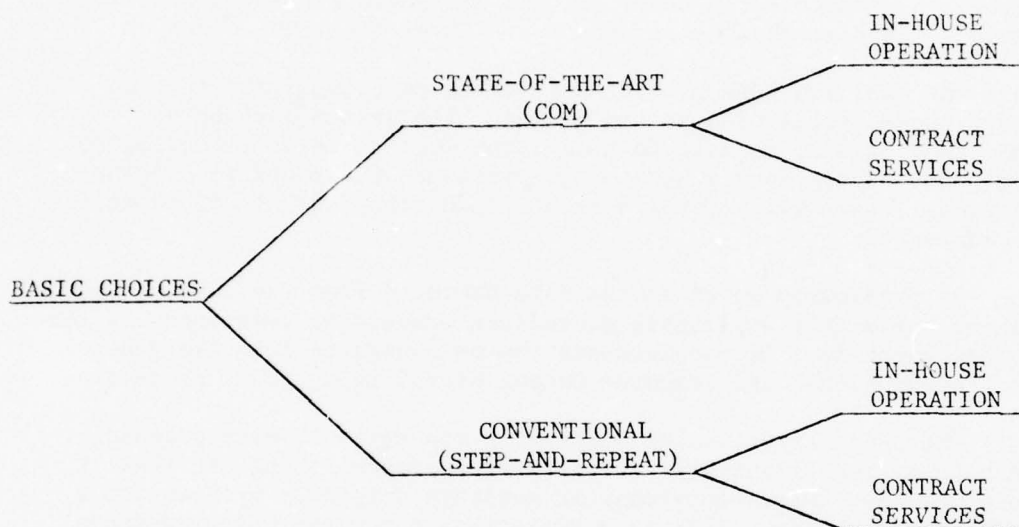 IN-HOUSE
OPERATION
STATE-OF-THE-ART
(COM)
CONTRACT
SERVICES
BASIC CHOICES
IN-HOUSE
OPERATION
CONVENTIONAL
(STEP-AND-REPEAT)
CONTRACT
SERVICES